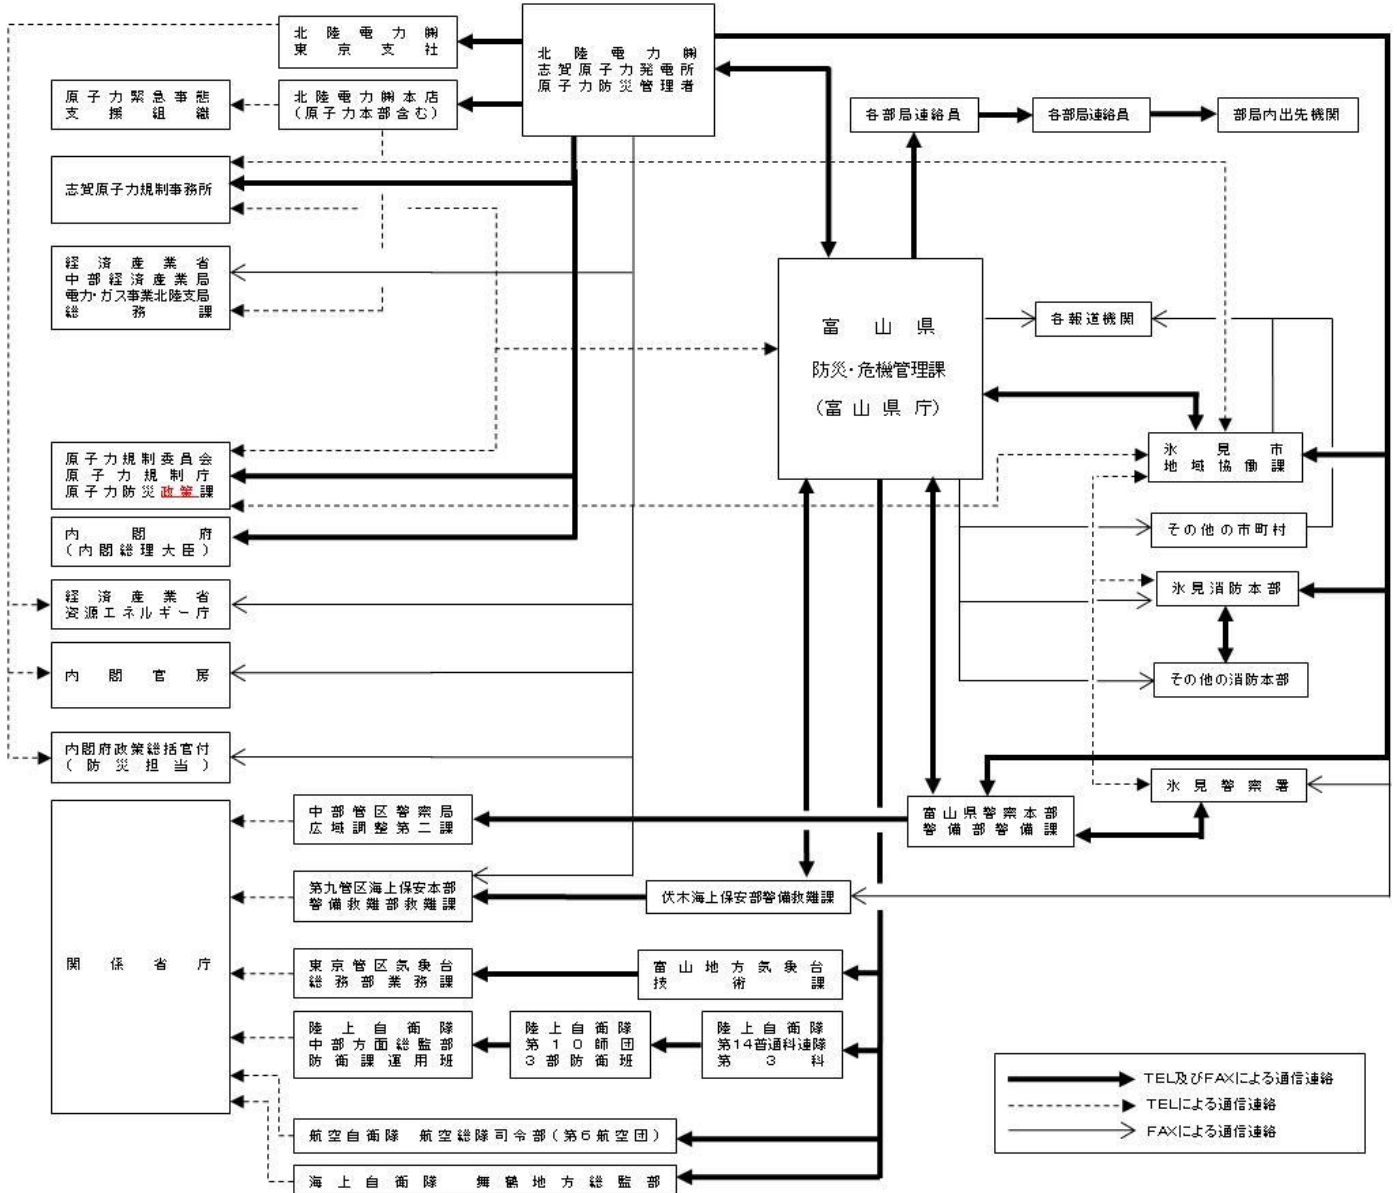 北陸電力㈱
東京支社
北陸電力㈱
志賀原子力発電所
原子力防災管理者
原子力緊急事態
支援組織
北陸電力㈱本店
(原子力本部含む)
各部局連絡員
各部局連絡員
部局内出先機関
志賀原子力規制事務所
経済産業省
中部経済産業局
電力・ガス事業北陸支局
総務課
富山県
防災・危機管理課
(富山県庁)
各報道機関
原子力規制委員会
原子力規制庁
原子力防災政策課
氷見市
地域協働課
内閣府
(内閣総理大臣)
その他の市町村
経済産業省
資源エネルギー庁
氷見消防本部
内閣官房
その他の消防本部
内閣府政策総括官付
(防災担当)
氷見警察署
中部管区警察局
広域調整第二課
富山県警察本部
警備部警備課
第九管区海上保安本部
警備救難部救難課
伏木海上保安部警備救難課
関係省庁
東京管区気象台
総務部業務課
富山地方気象台
技術課
陸上自衛隊
中部方面総監部
防衛課運用班
陸上自衛隊
第10師団
3部防衛班
陸上自衛隊
第14普通科連隊
第3科
航空自衛隊 航空総隊司令部(第6航空団)
海上自衛隊 舞鶴地方総監部
TEL及びFAXによる通信連絡
TELによる通信連絡
FAXによる通信連絡